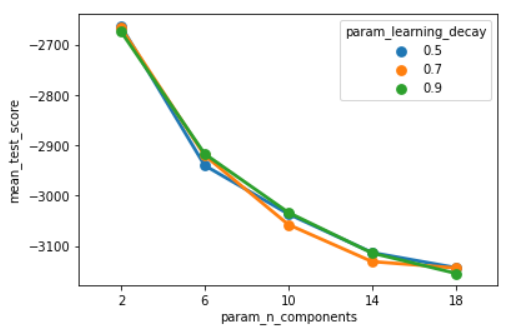 param_learning_decay
0.5
0.7
0.9
mean_test_score
−2700
−2800
−2900
−3000
−3100
2 6 10 14 18
param_n_components